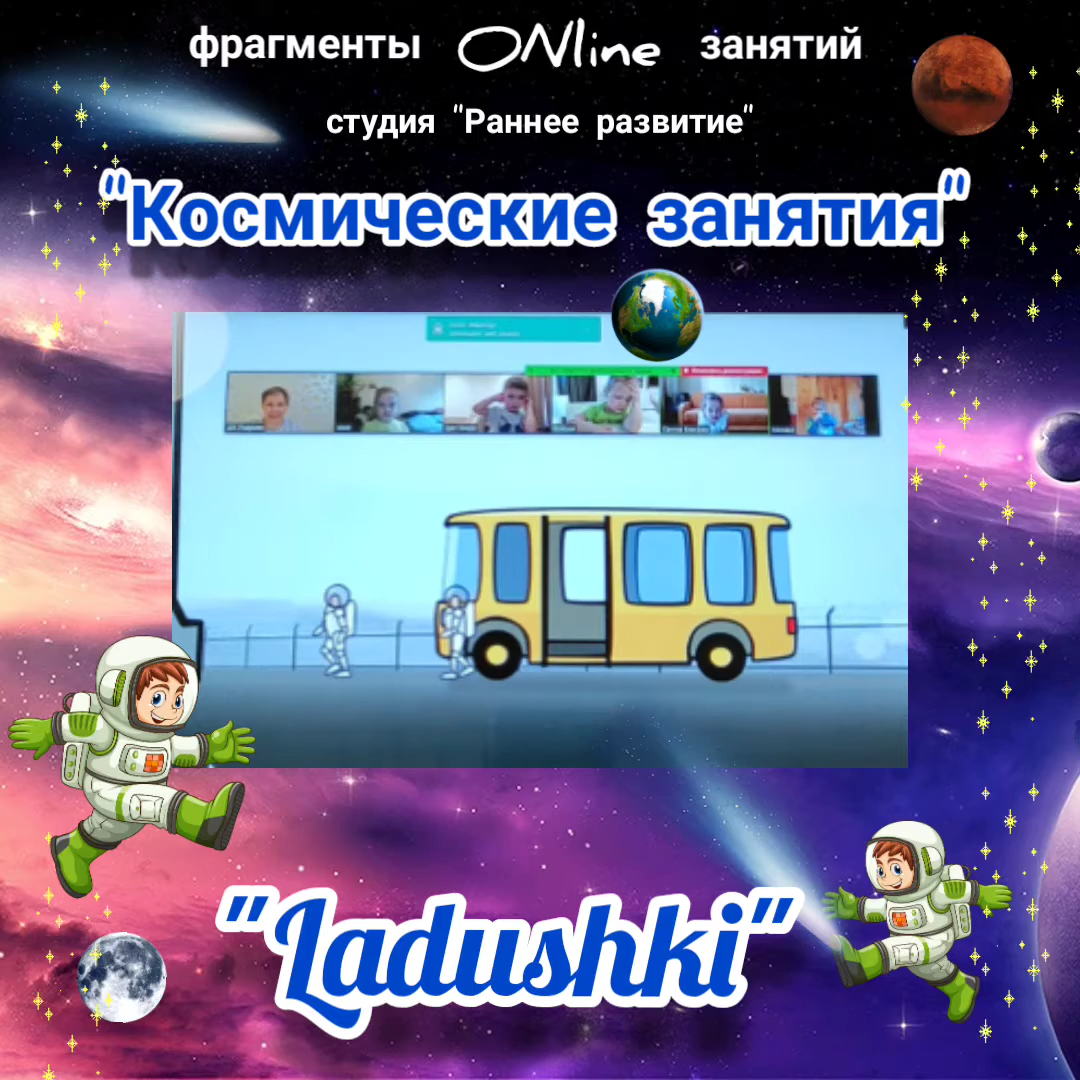 фрагменты ONline занятий
студия "Раннее развитие"
"Космические занятия"
"Ladushki"